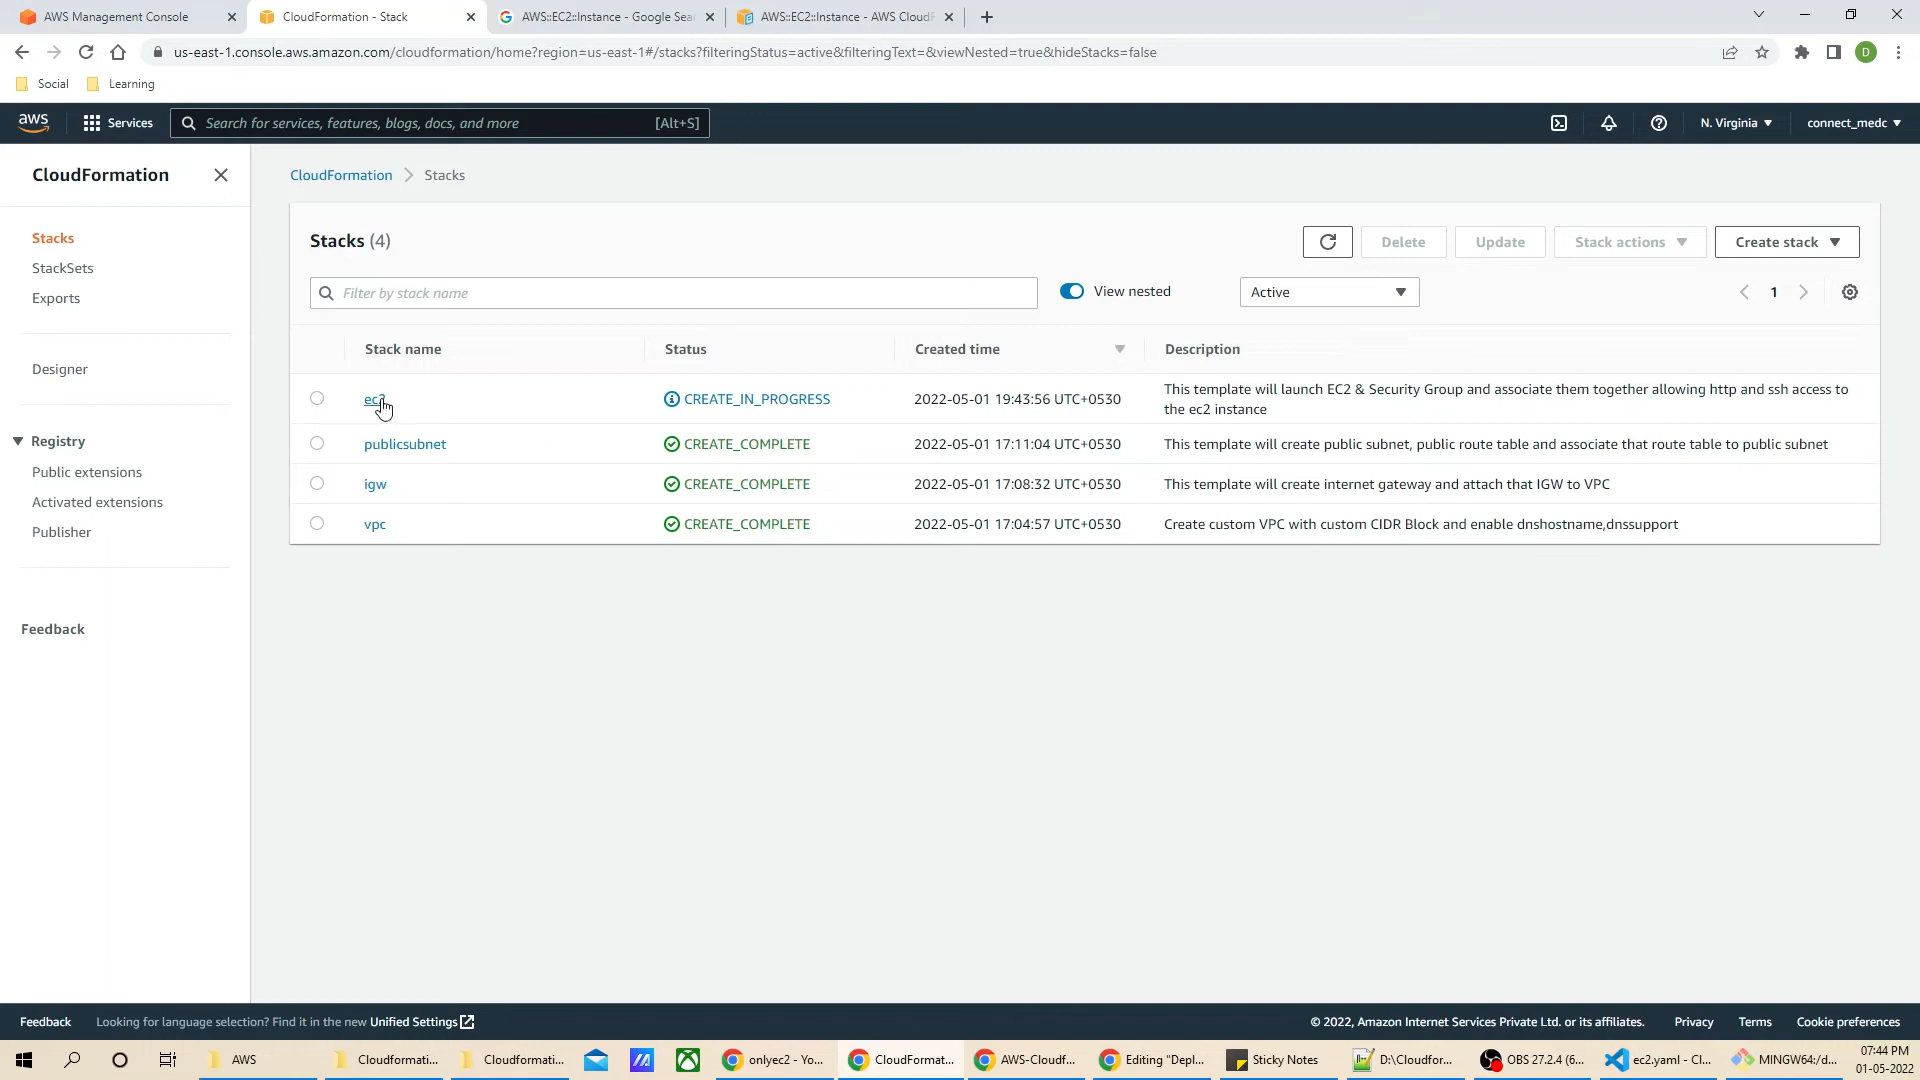 AWS Management Console
CloudFormation - Stack
AWS::EC2::Instance - Google Sea
AWS::EC2::Instance - AWS CloudF
us-east-1.console.aws.amazon.com/cloudformation/home?region=us-east-1#/stacks?filteringStatus=active&filteringText=&viewNested=true&hideStacks=false
D
Social
Learning
aws
Services
Search for services, features, blogs, docs, and more
[Alt+S]
N. Virginia
connect_medc
CloudFormation
Stacks
StackSets
Exports
Designer
Registry
Public extensions
Activated extensions
Publisher
Feedback
CloudFormation
Stacks
Stacks (4)
Delete
Update
Stack actions
Create stack
Filter by stack name
View nested
Active
1
Stack name
Status
Created time
Description
ec2
CREATE_IN_PROGRESS
2022-05-01 19:43:56 UTC+0530
This template will launch EC2 & Security Group and associate them together allowing http and ssh access to
the ec2 instance
publicsubnet
CREATE_COMPLETE
2022-05-01 17:11:04 UTC+0530
This template will create public subnet, public route table and associate that route table to public subnet
igw
CREATE_COMPLETE
2022-05-01 17:08:32 UTC+0530
This template will create internet gateway and attach that IGW to VPC
vpc
CREATE_COMPLETE
2022-05-01 17:04:57 UTC+0530
Create custom VPC with custom CIDR Block and enable dnshostname,dnssupport
Feedback
Looking for language selection? Find it in the new Unified Settings
© 2022, Amazon Internet Services Private Ltd. or its affiliates.
Privacy
Terms
Cookie preferences
AWS
Cloudformati...
Cloudformati...
onlyec2 - Yo...
CloudFormat...
AWS-Cloudf...
Editing "Depl...
Sticky Notes
D:\Cloudfor...
OBS 27.2.4 (6...
ec2.yaml - Cl...
MINGW64:/d...
07:44 PM
01-05-2022